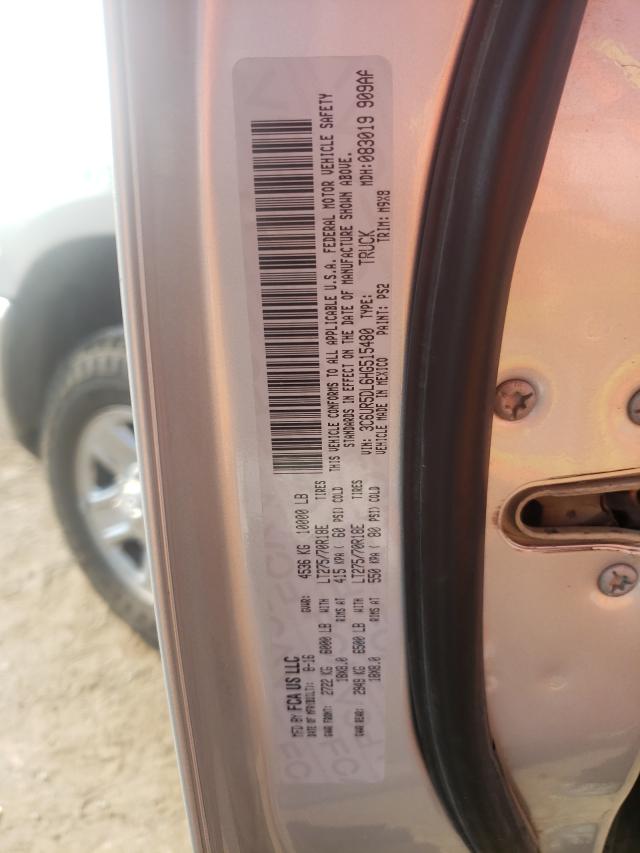 MFD BY FCA US LLC
DATE OF MFR(BUILT): 8-16 GVWR: 4536 KG 10000 LB
GAWR FRONT: 2722 KG 6000 LB WITH LT275/70R18E TIRES
18X8.0 RIMS AT 415 KPA( 60 PSI) COLD
GAWR REAR: 2948 KG 6500 LB WITH LT275/70R18E TIRES
18X8.0 RIMS AT 550 KPA( 80 PSI) COLD
THIS VEHICLE CONFORMS TO ALL APPLICABLE U.S.A. FEDERAL MOTOR VEHICLE SAFETY
STANDARDS IN EFFECT ON THE DATE OF MANUFACTURE SHOWN ABOVE.
VIN: 3C6UR5DL6HG515480 TYPE: TRUCK MDH:083019 909AF
VEHICLE MADE IN MEXICO PAINT: PS2 TRIM: M9X8